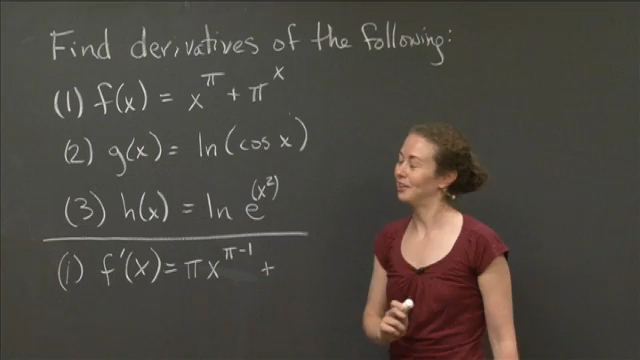 Find derivatives of the following:
(1) f(x) = x^π + π^x
(2) g(x) = ln(cos x)
(3) h(x) = ln e^(x²)
(1) f'(x) = πx^(π-1) +